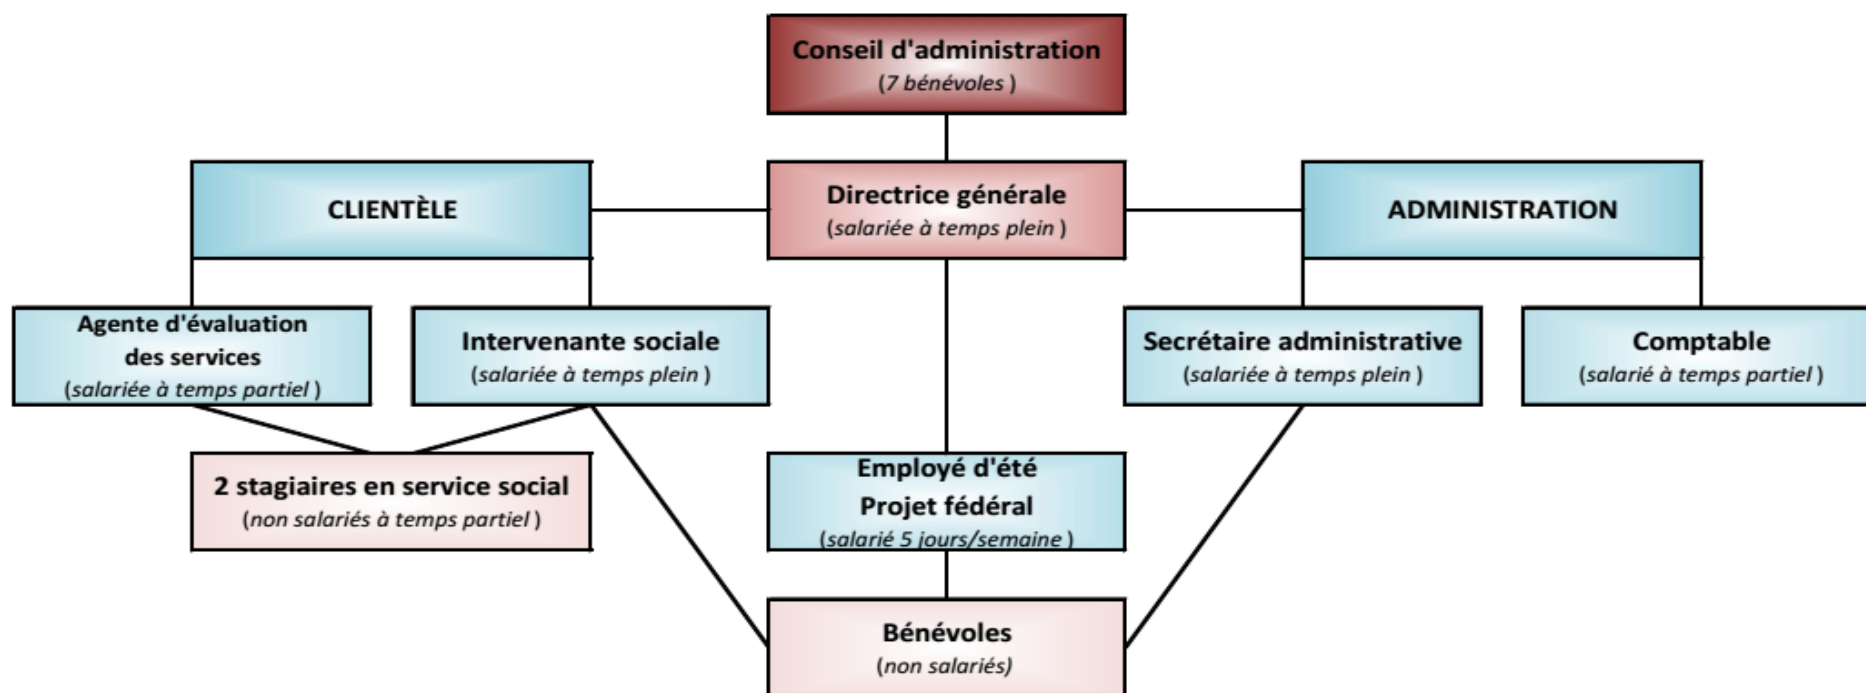 Conseil d'administration
(7 bénévoles )
CLIENTÈLE
Directrice générale
(salariée à temps plein )
ADMINISTRATION
Agente d'évaluation
des services
(salariée à temps partiel )
Intervenante sociale
(salariée à temps plein )
Secrétaire administrative
(salariée à temps plein )
Comptable
(salarié à temps partiel )
2 stagiaires en service social
(non salariés à temps partiel )
Employé d'été
Projet fédéral
(salarié 5 jours/semaine )
Bénévoles
(non salariés)